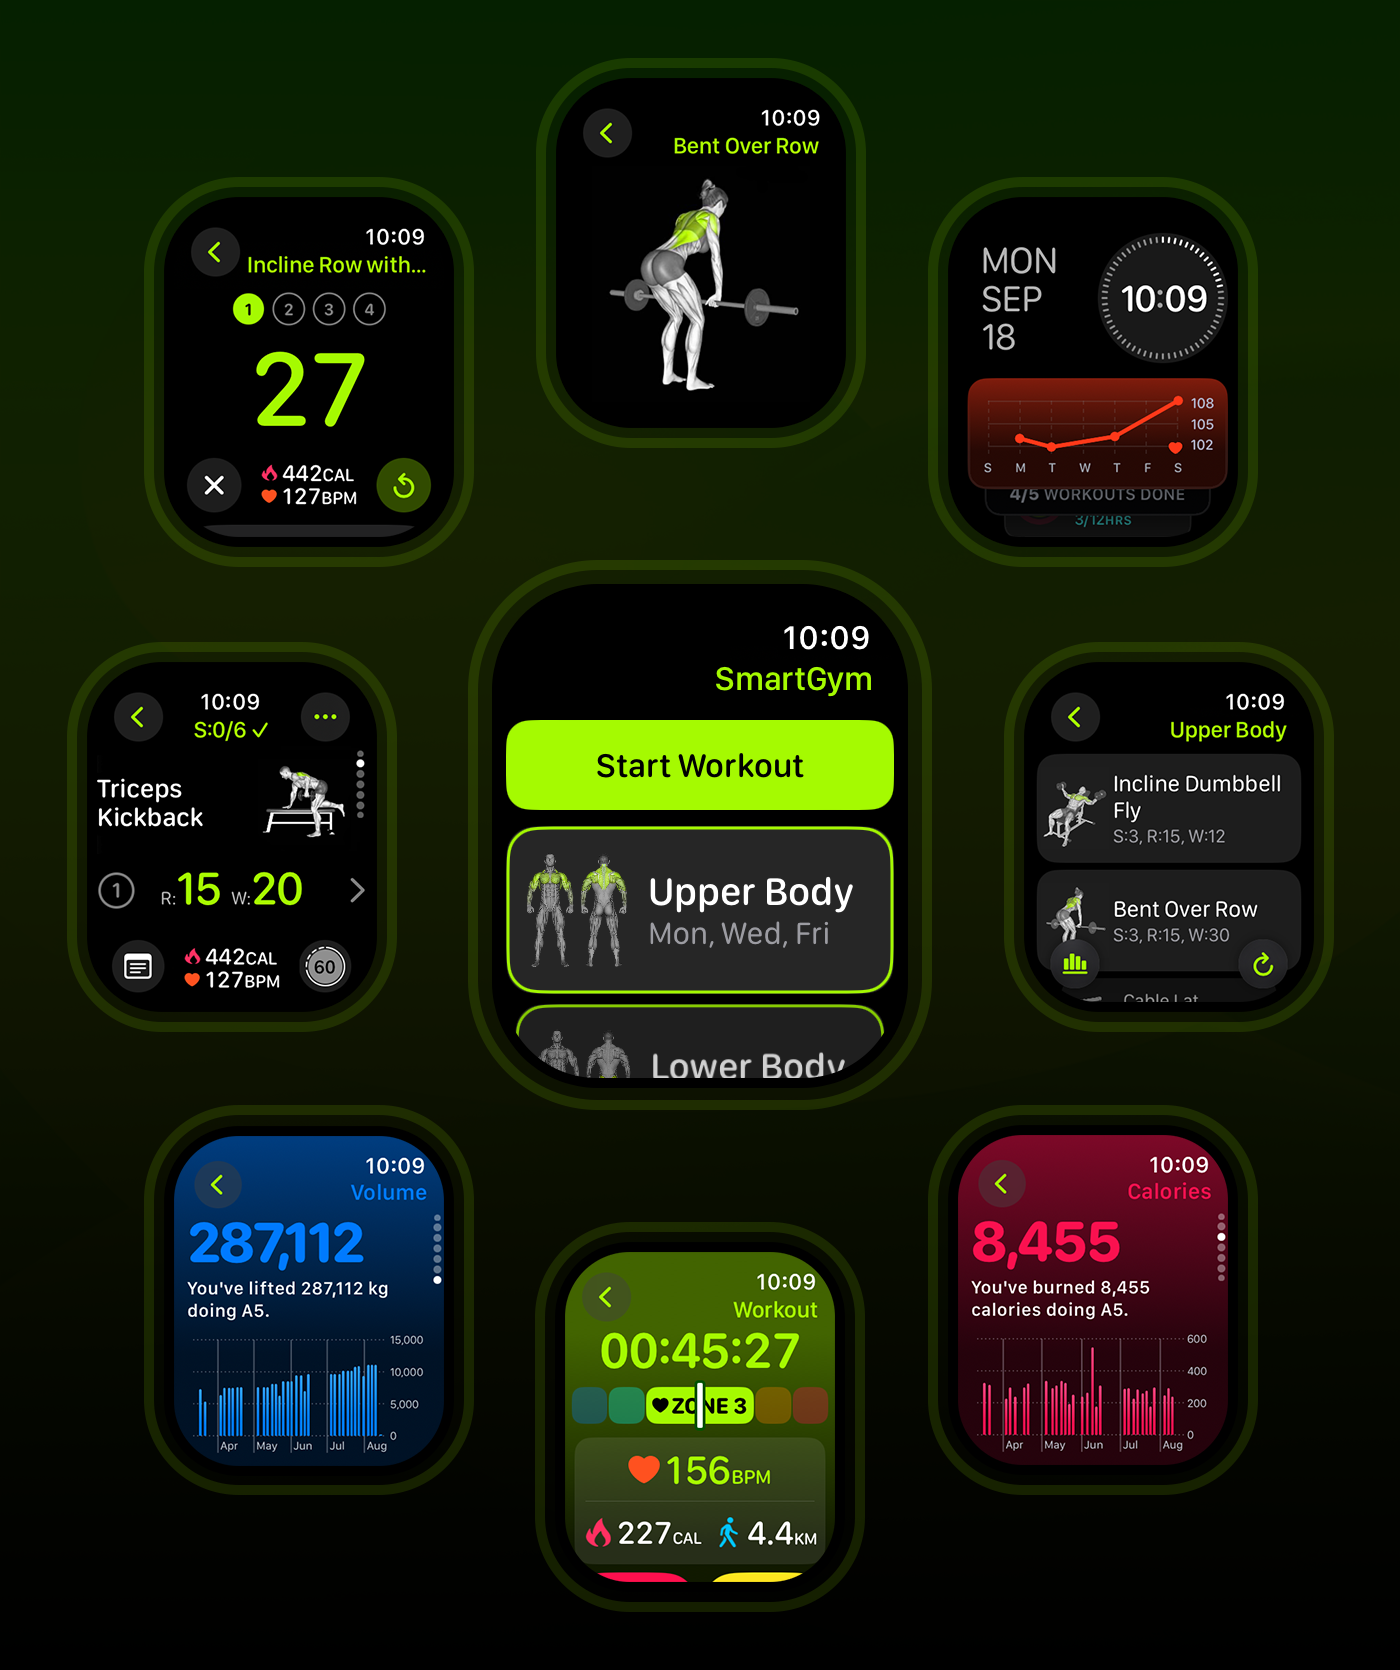 10:09
Bent Over Row
10:09
Incline Row with...
1 2 3 4
27
442CAL
127BPM
MON
SEP
18
10:09
108
105
102
S M T W T F S
4/5 WORKOUTS DONE
3/12HRS
10:09
SmartGym
Start Workout
Upper Body
Mon, Wed, Fri
Lower Body
10:09
S:0/6 ✓
Triceps
Kickback
1 R:15 W:20
442CAL
127BPM
60
10:09
Upper Body
Incline Dumbbell
Fly
S:3, R:15, W:12
Bent Over Row
S:3, R:15, W:30
Cable Lat
10:09
Volume
287,112
You've lifted 287,112 kg
doing A5.
15,000
10,000
5,000
0
Apr May Jun Jul Aug
10:09
Workout
00:45:27
ZONE 3
156BPM
227CAL 4.4KM
10:09
Calories
8,455
You've burned 8,455
calories doing A5.
600
400
200
0
Apr May Jun Jul Aug